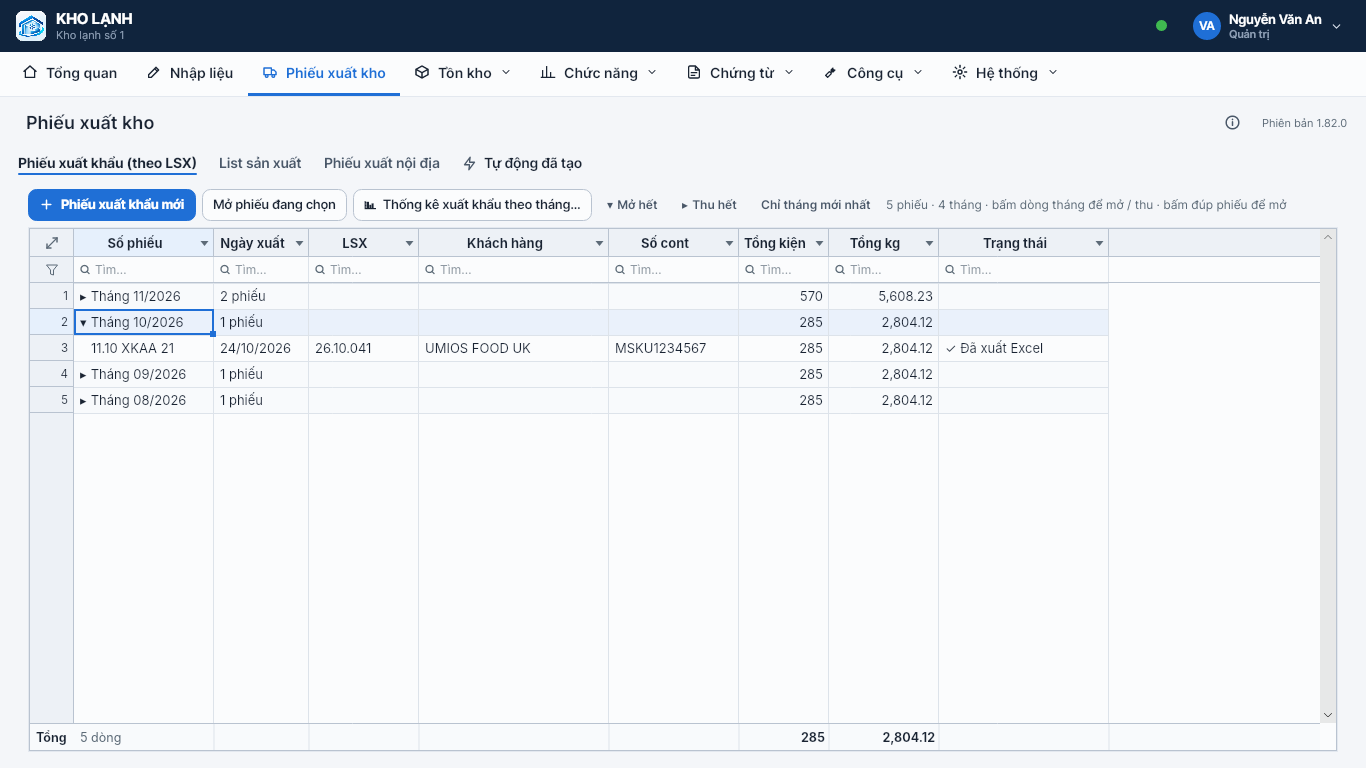 KHO LẠNH
Kho lạnh số 1
VA
Nguyễn Văn An
Quản trị
Tổng quan Nhập liệu Phiếu xuất kho Tồn kho Chức năng Chứng từ Công cụ Hệ thống
Phiếu xuất kho
Phiên bản 1.82.0
Phiếu xuất khẩu (theo LSX) List sản xuất Phiếu xuất nội địa Tự động đã tạo
+ Phiếu xuất khẩu mới Mở phiếu đang chọn Thống kê xuất khẩu theo tháng... ▾ Mở hết ▸ Thu hết Chỉ tháng mới nhất 5 phiếu · 4 tháng · bấm dòng tháng để mở / thu · bấm đúp phiếu để mở
Số phiếu Ngày xuất LSX Khách hàng Số cont Tổng kiện Tổng kg Trạng thái
Tìm... Tìm... Tìm... Tìm... Tìm... Tìm... Tìm... Tìm...
1 ▸ Tháng 11/2026 2 phiếu 570 5,608.23
2 ▾ Tháng 10/2026 1 phiếu 285 2,804.12
3 11.10 XKAA 21 24/10/2026 26.10.041 UMIOS FOOD UK MSKU1234567 285 2,804.12 ✓ Đã xuất Excel
4 ▸ Tháng 09/2026 1 phiếu 285 2,804.12
5 ▸ Tháng 08/2026 1 phiếu 285 2,804.12
Tổng 5 dòng 285 2,804.12